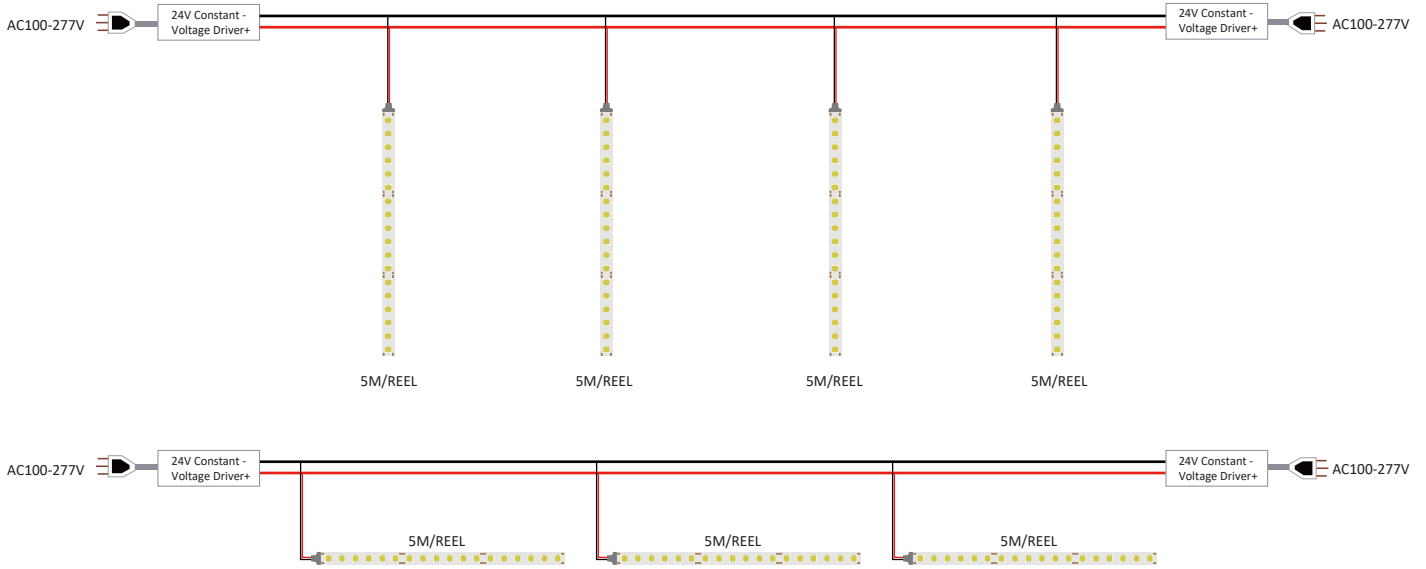 AC100-277V
24V Constant -
Voltage Driver+
24V Constant -
Voltage Driver+
AC100-277V
5M/REEL
5M/REEL
5M/REEL
5M/REEL
AC100-277V
24V Constant -
Voltage Driver+
24V Constant -
Voltage Driver+
AC100-277V
5M/REEL
5M/REEL
5M/REEL